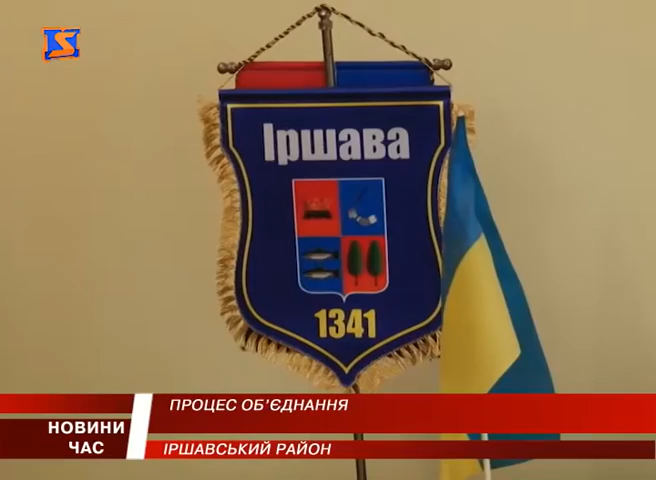 Іршава
1341
ПРОЦЕС ОБ'ЄДНАННЯ
НОВИНИ
ЧАС
ІРШАВСЬКИЙ РАЙОН